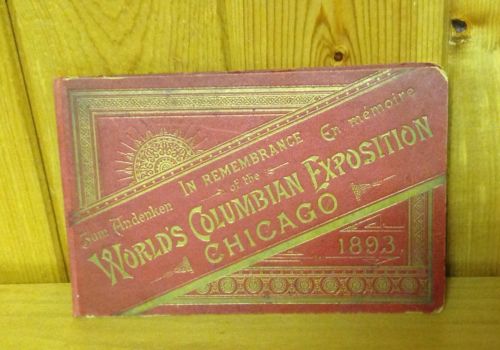 Zum Andenken
IN REMEMBRANCE
En mémoire
of the
WORLD'S COLUMBIAN EXPOSITION
CHICAGO
1893.